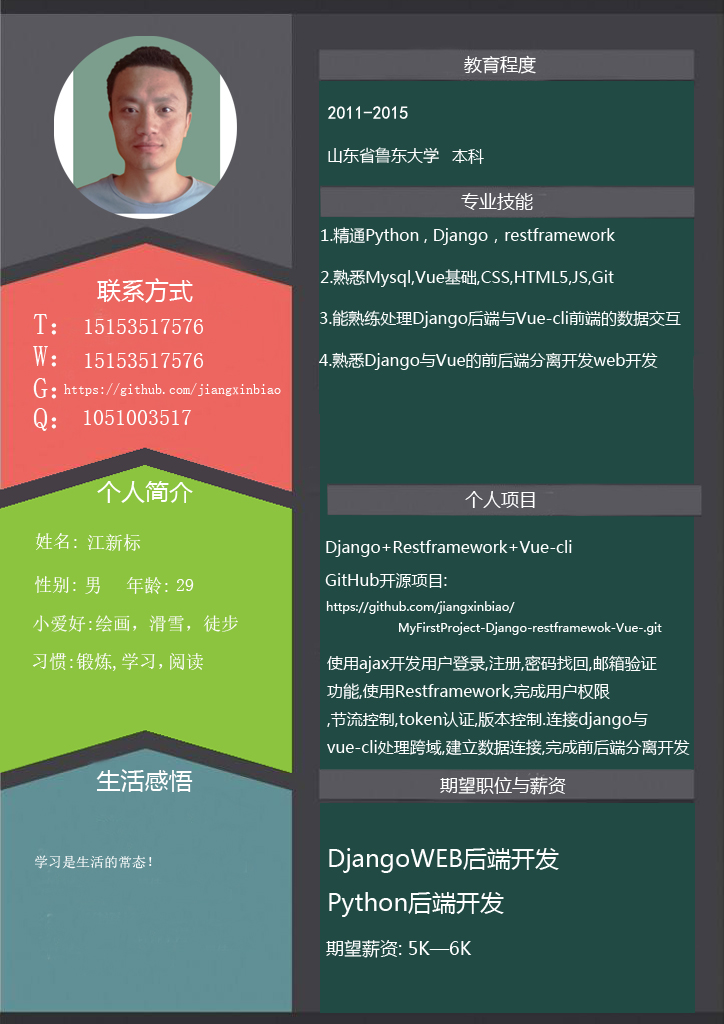 联系方式
T: 15153517576
W: 15153517576
G:https://github.com/jiangxinbiao
Q: 1051003517
个人简介
姓名: 江新标
性别: 男 年龄: 29
小爱好:绘画，滑雪，徒步
习惯:锻炼,学习，阅读
生活感悟
学习是生活的常态!
教育程度
2011-2015
山东省鲁东大学 本科
专业技能
1.精通Python , Django , restframework
2.熟悉Mysql,Vue基础,CSS,HTML5,JS,Git
3.能熟练处理Django后端与Vue-cli前端的数据交互
4.熟悉Django与Vue的前后端分离开发web开发
个人项目
Django+Restframework+Vue-cli
GitHub开源项目:
https://github.com/jiangxinbiao/
MyFirstProject-Django-restframewok-Vue-.git
使用ajax开发用户登录,注册,密码找回,邮箱验证
功能,使用Restframework,完成用户权限
,节流控制,token认证,版本控制.连接django与
vue-cli处理跨域,建立数据连接,完成前后端分离开发
期望职位与薪资
DjangoWEB后端开发
Python后端开发
期望薪资: 5K—6K